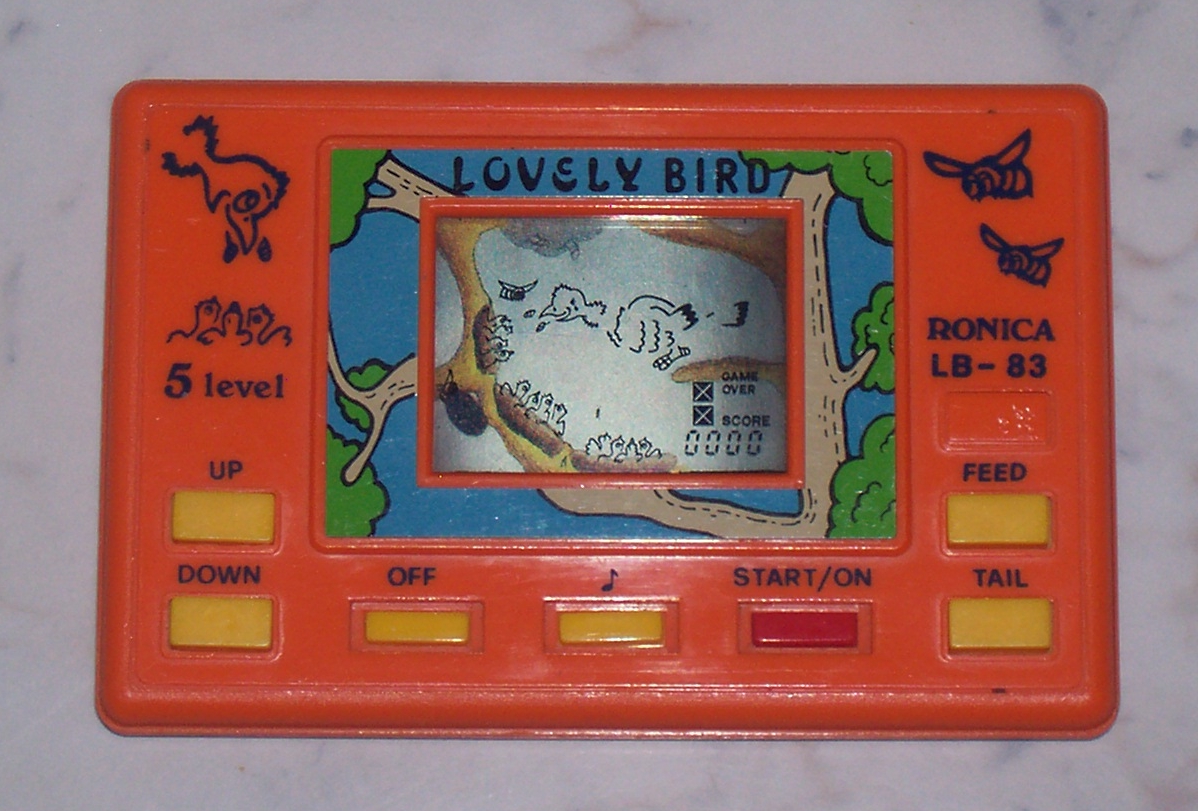 LOVELY BIRD
RONICA
LB-83
5 level
GAME
OVER
SCORE
0000
UP
FEED
DOWN
OFF
♪
START/ON
TAIL